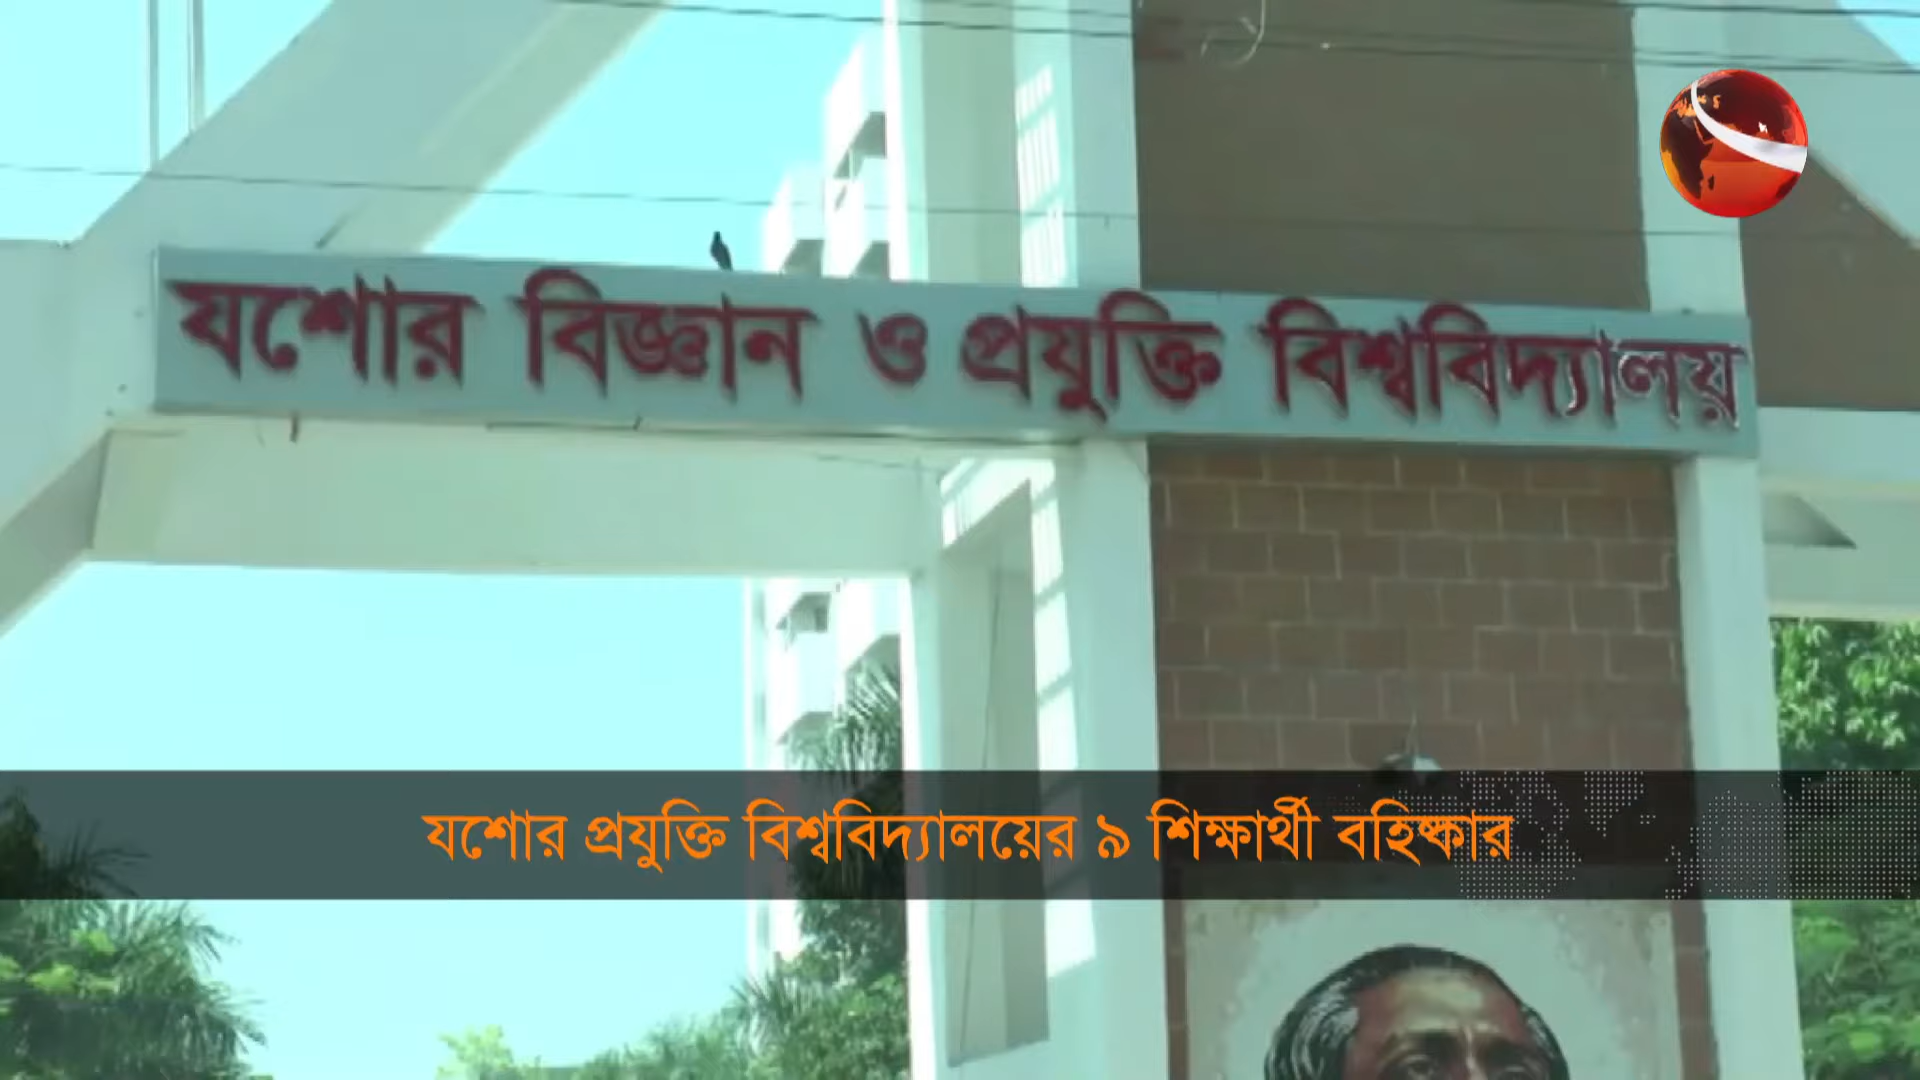 যশোর বিজ্ঞান ও প্রযুক্তি বিশ্ববিদ্যালয়
যশোর প্রযুক্তি বিশ্ববিদ্যালয়ের ৯ শিক্ষার্থী বহিষ্কার